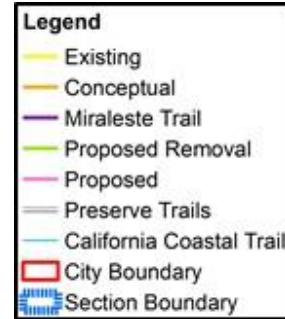 Legend
Existing
Conceptual
Miraleste Trail
Proposed Removal
Proposed
Preserve Trails
California Coastal Trail
City Boundary
Section Boundary